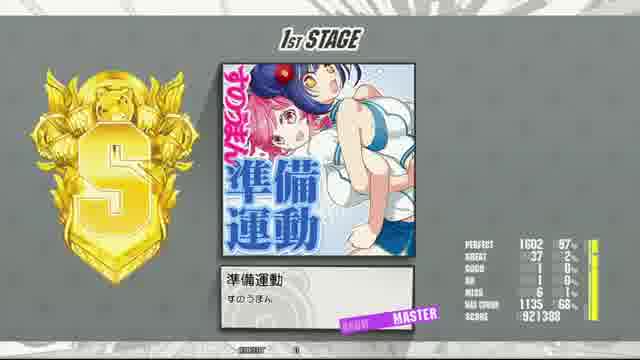 1ST STAGE
S
すのうまん
準備
運動
準備運動
すのうまん
MASTER
PERFECT 1602 97%
GREAT 37 2%
GOOD 1 0%
1 0%
MISS 6 1%
MAX COMBO 1135 68%
SCORE 921388